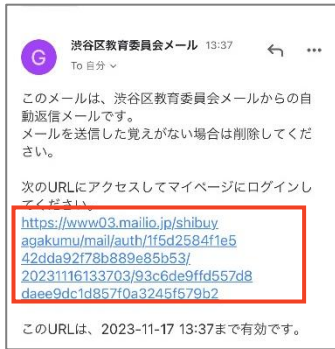 G
渋谷区教育委員会メール 13:37
To 自分
このメールは、渋谷区教育委員会メールからの自
動返信メールです。
メールを送信した覚えがない場合は削除してくだ
さい。
次のURLにアクセスしてマイページにログインし
てください。
https://www03.mailio.jp/shibuy
agakumu/mail/auth/1f5d2584f1e5
42dda92f78b889e85b53/
20231116133703/93c6de9ffd557d8
daee9dc1d857f0a3245f579b2
このURLは、2023-11-17 13:37まで有効です。